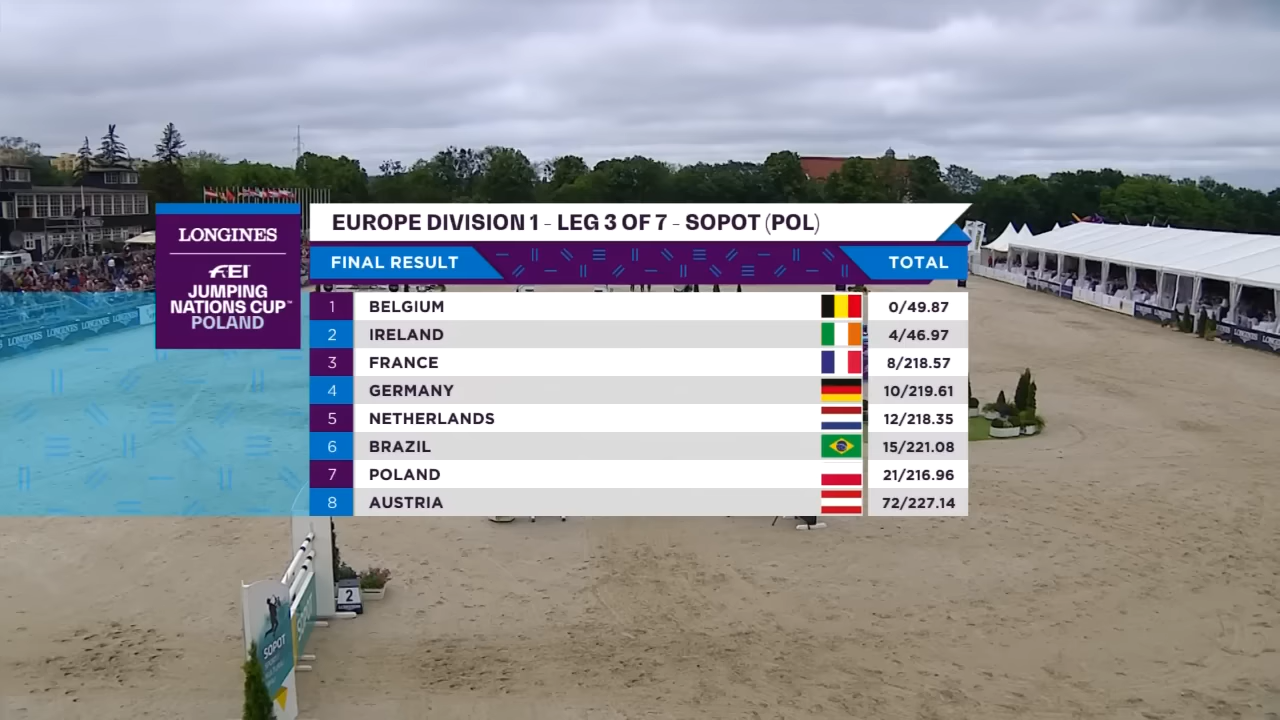 LONGINES
FEI
JUMPING
NATIONS CUP™
POLAND
EUROPE DIVISION 1 - LEG 3 OF 7 - SOPOT (POL)
FINAL RESULT TOTAL
1 BELGIUM 0/49.87
2 IRELAND 4/46.97
3 FRANCE 8/218.57
4 GERMANY 10/219.61
5 NETHERLANDS 12/218.35
6 BRAZIL 15/221.08
7 POLAND 21/216.96
8 AUSTRIA 72/227.14
LONGINES
LONGINES
2
SOPOT
SOPOT